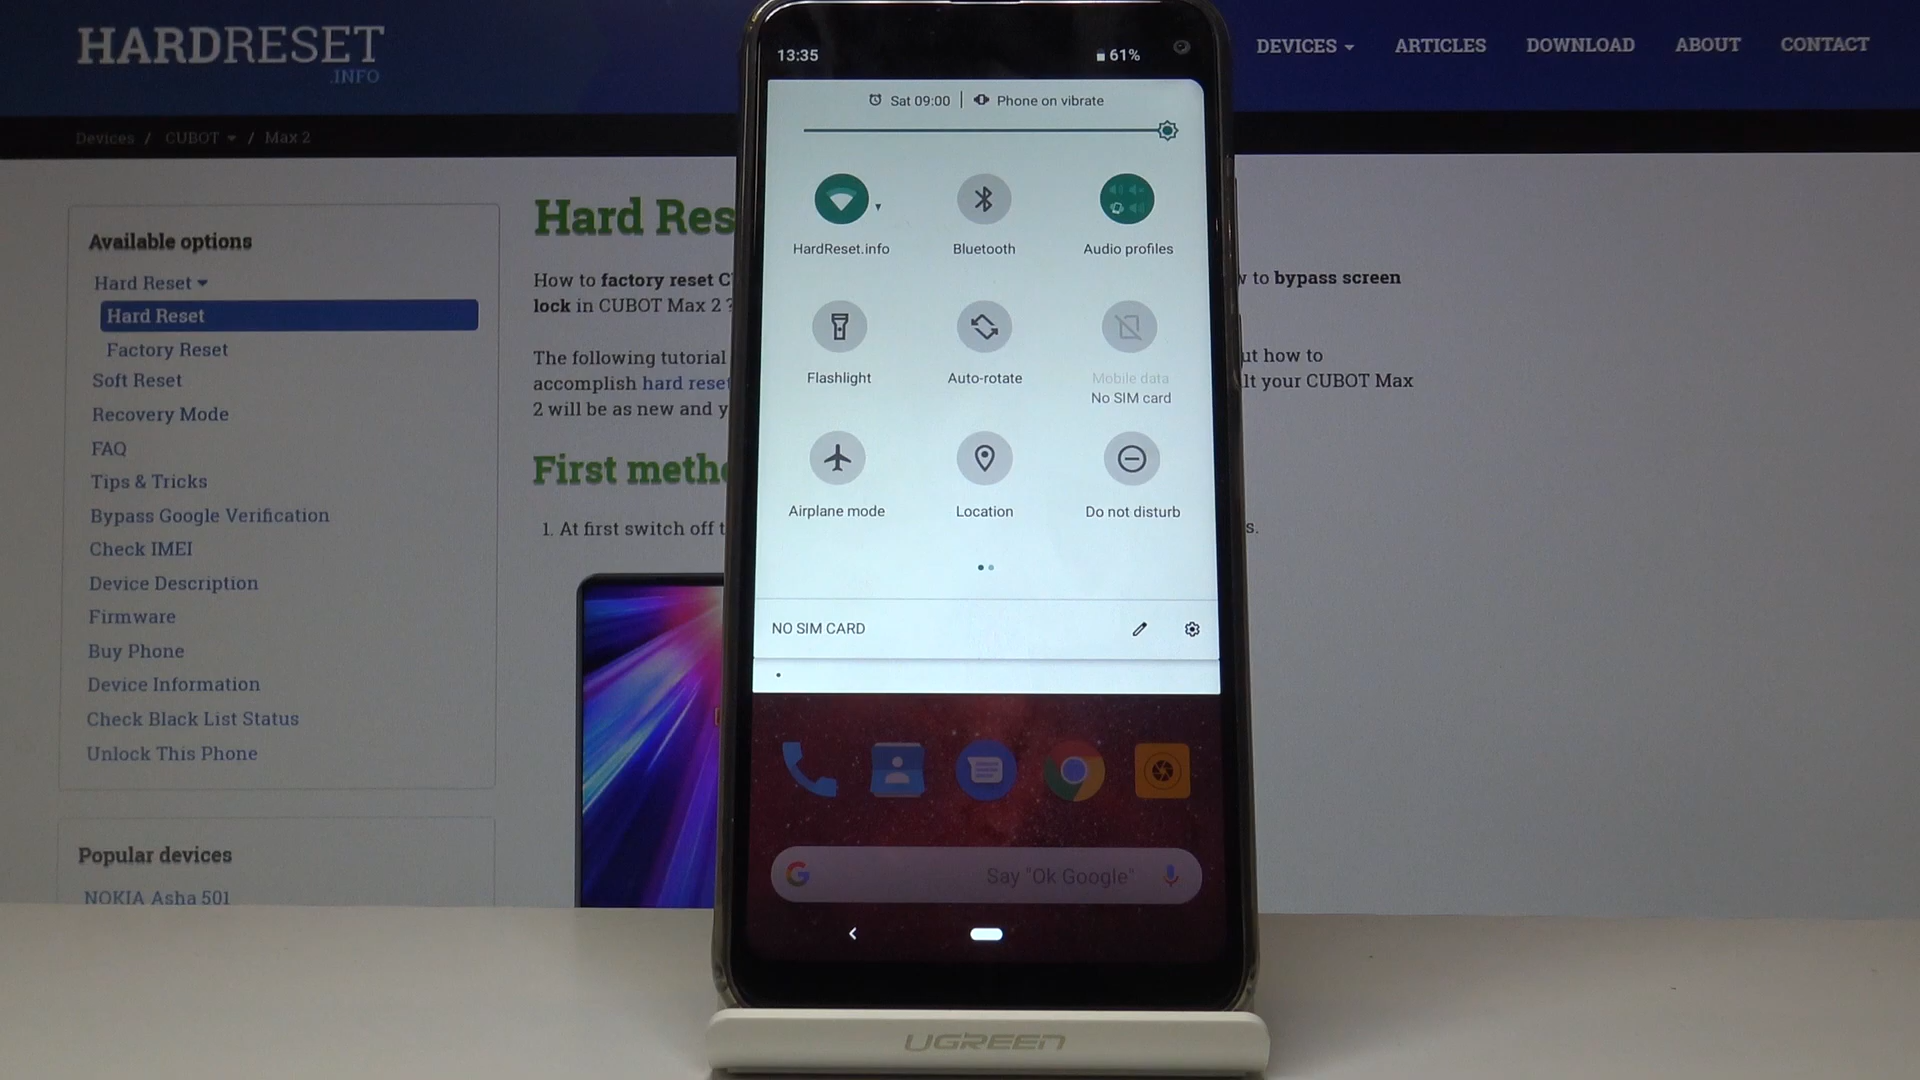 HARDRESET
.INFO
DEVICES
ARTICLES
DOWNLOAD
ABOUT
CONTACT
Devices / CUBOT / Max 2
Available options
Hard Reset
Hard Reset
Factory Reset
Soft Reset
Recovery Mode
FAQ
Tips & Tricks
Bypass Google Verification
Check IMEI
Device Description
Firmware
Buy Phone
Device Information
Check Black List Status
Unlock This Phone
Popular devices
NOKIA Asha 501
Hard Res
How to factory reset C
lock in CUBOT Max 2 ?
The following tutorial
accomplish hard reset
2 will be as new and y
First metho
1. At first switch off t
w to bypass screen
ut how to
lt your CUBOT Max
s.
13:35
61%
Sat 09:00 | Phone on vibrate
HardReset.info
Bluetooth
Audio profiles
Flashlight
Auto-rotate
Mobile data
No SIM card
Airplane mode
Location
Do not disturb
NO SIM CARD
Say "Ok Google"
UGREEN